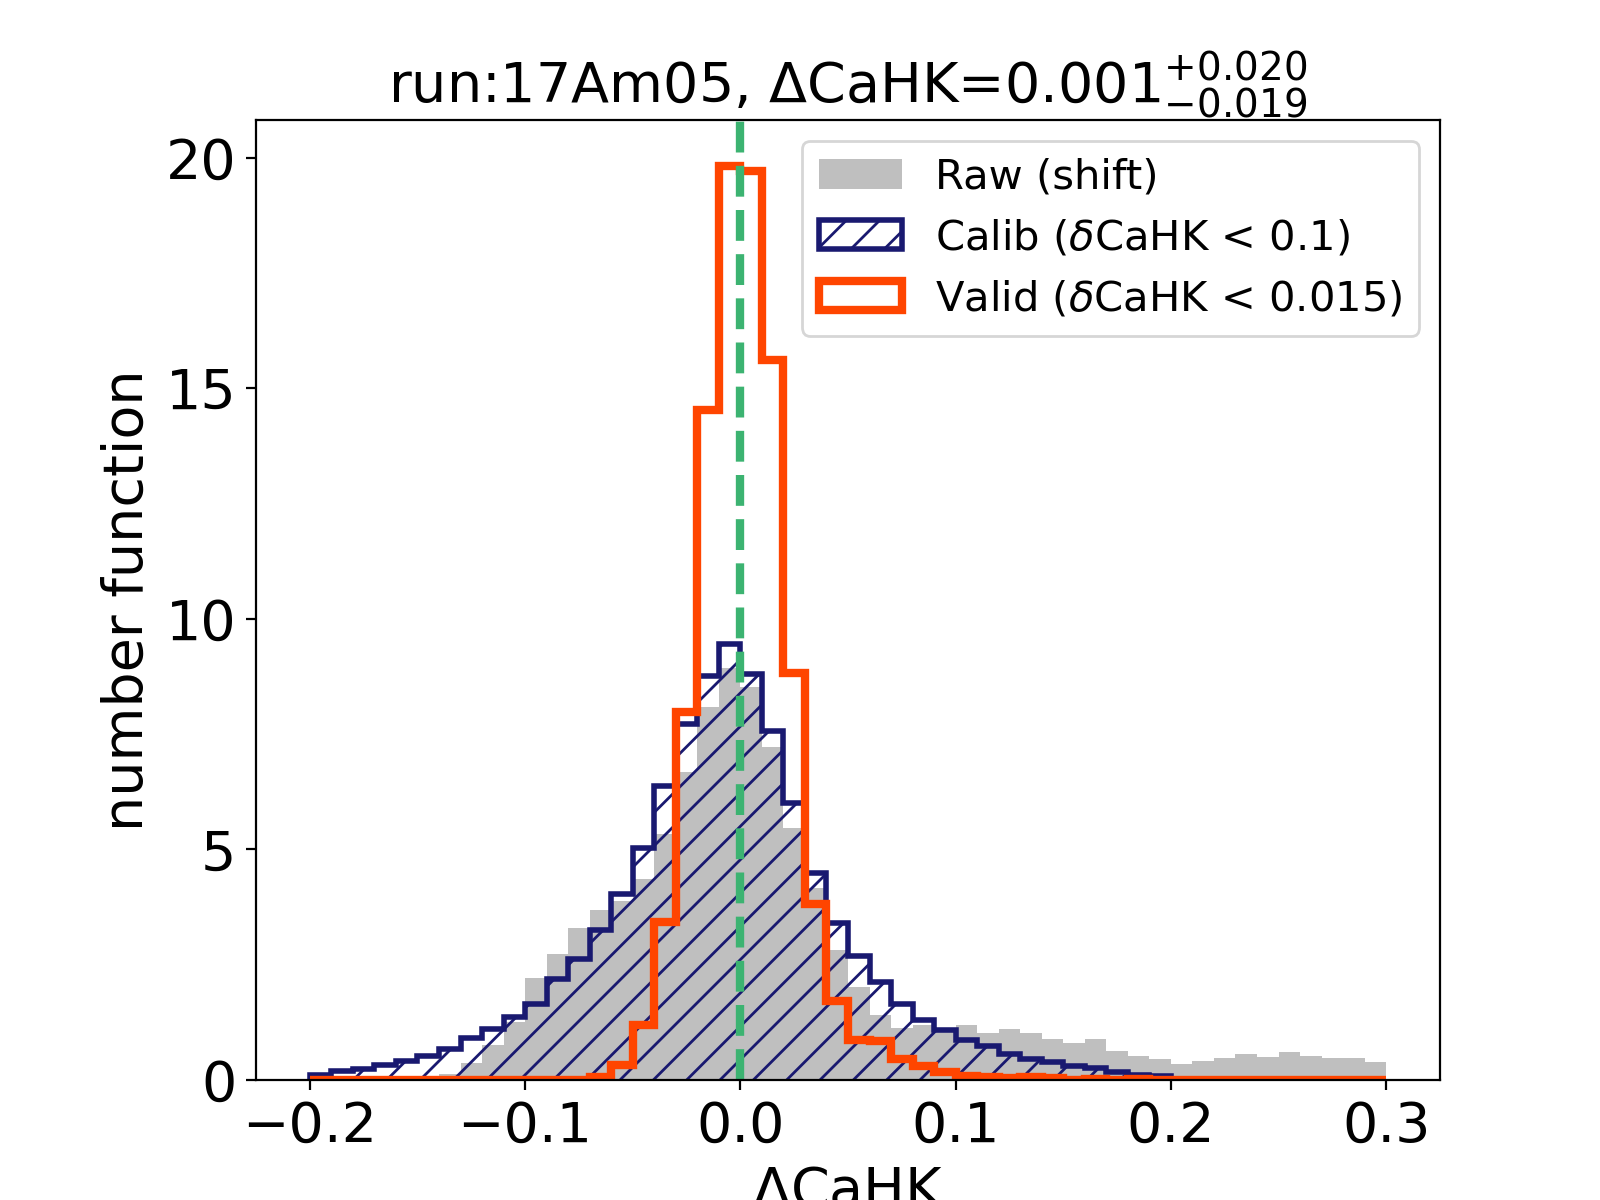 run:17Am05, ΔCaHK=0.001+0.020−0.019
Raw (shift)
Calib (δCaHK < 0.1)
Valid (δCaHK < 0.015)
number function
20
15
10
5
0
−0.2 −0.1 0.0 0.1 0.2 0.3
ΔCaHK